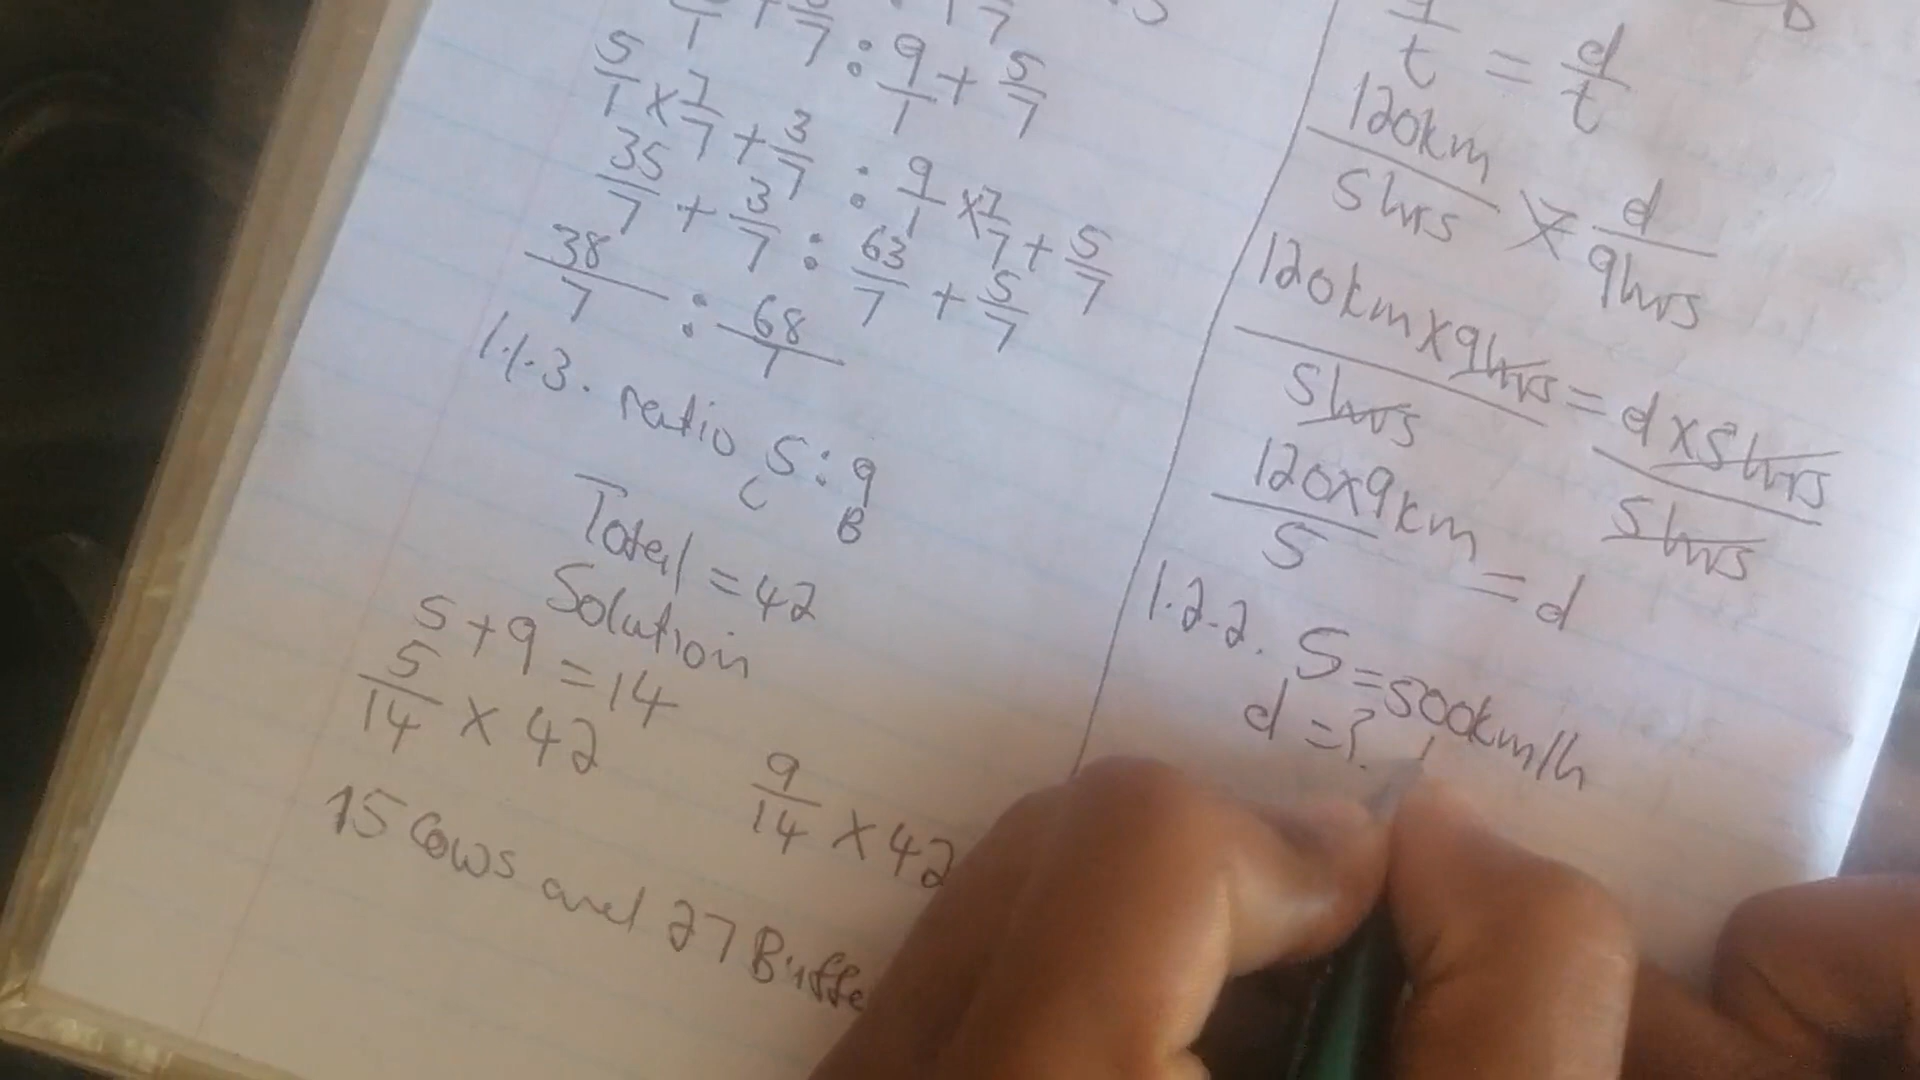 5/1 × 7/7 + 3/7 : 9/1 + 5/7
35/7 + 3/7 : 9/1 × 7/7 + 5/7
38/7 : 63/7 + 5/7
: 68/7
1.1.3. ratio 5:9
C B
Total = 42
Solution
5 + 9 = 14
5/14 × 42
9/14 × 42
15 Cows and 27 Buffe
t = d/t
120km/5hrs × d/9hrs
120km×9hrs/5hrs = d×5hrs/5hrs
120×9km/5 = d
1.2.2. S = 500km/h
d = ?